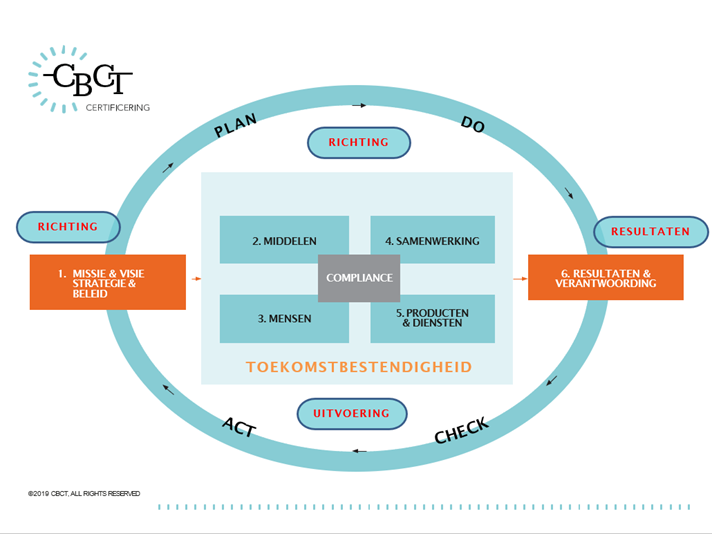 CBCT
CERTIFICERING
PLAN
DO
RICHTING
RICHTING
RESULTATEN
2. MIDDELEN
4. SAMENWERKING
1. MISSIE & VISIE
STRATEGIE &
BELEID
COMPLIANCE
6. RESULTATEN &
VERANTWOORDING
3. MENSEN
5. PRODUCTEN
& DIENSTEN
TOEKOMSTBESTENDIGHEID
UITVOERING
ACT
CHECK
©2019 CBCT, ALL RIGHTS RESERVED